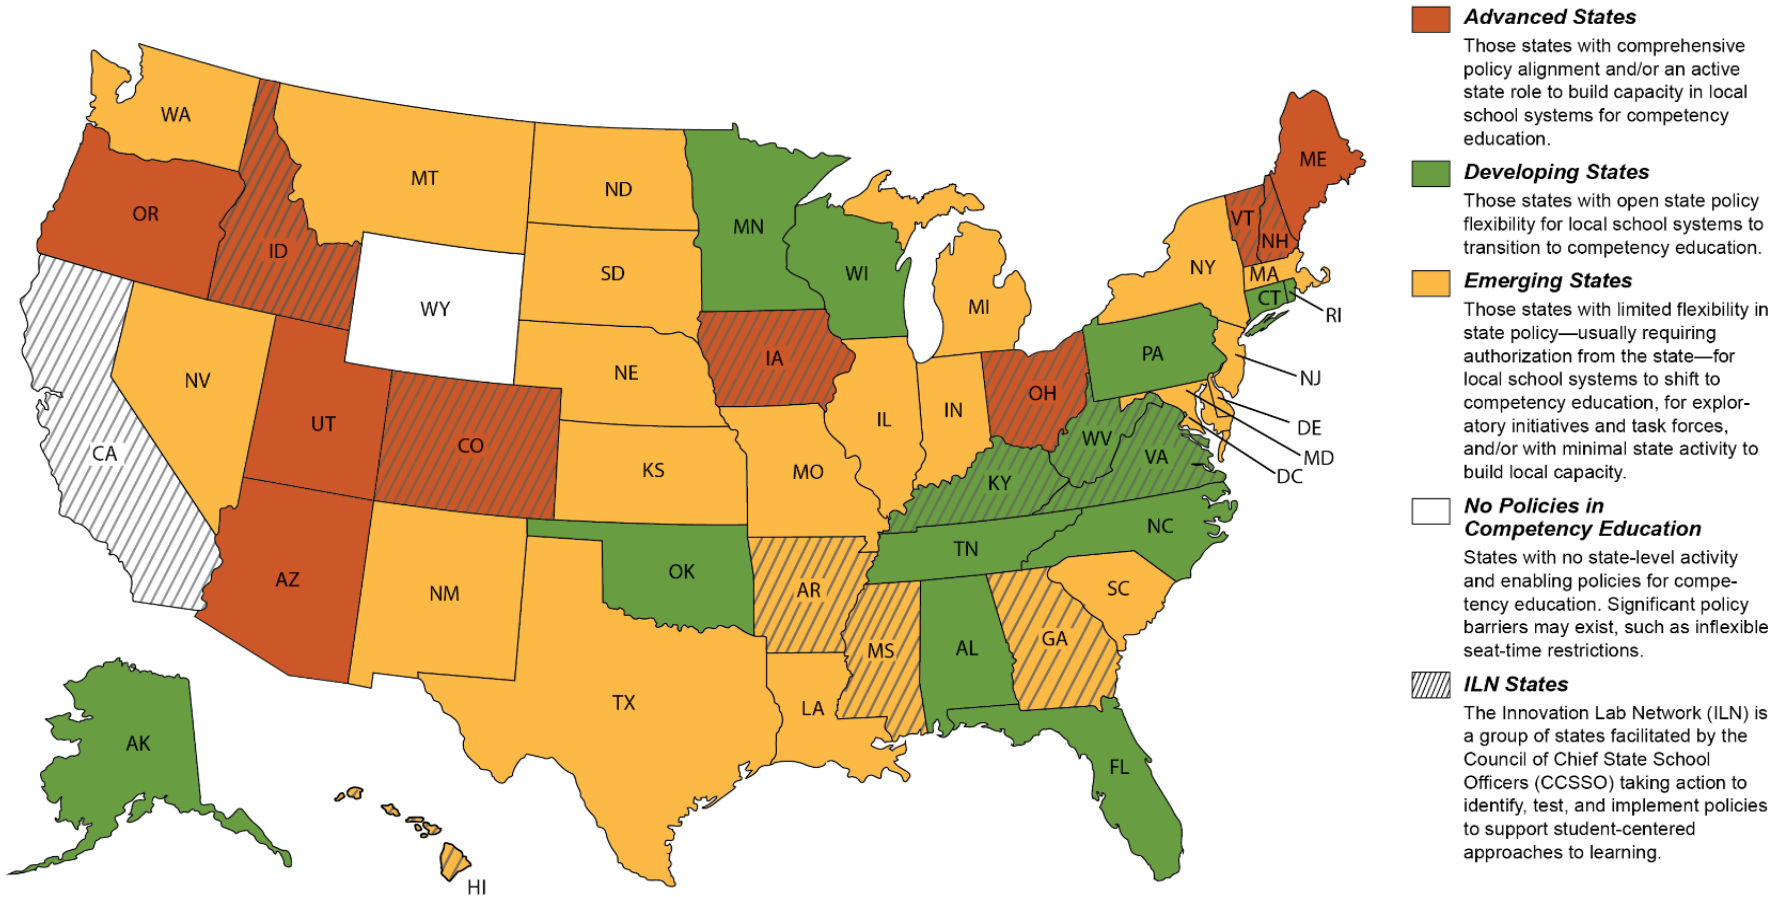 WA
OR
ID
MT
ND
MN
WI
MI
SD
WY
NE
IA
NV
UT
CO
CA
KS
MO
IL
IN
OH
PA
NY
VT
NH
ME
MA
CT
RI
NJ
DE
MD
DC
WV
VA
KY
NC
TN
SC
AZ
NM
OK
AR
MS
AL
GA
TX
LA
FL
AK
HI
Advanced States
Those states with comprehensive
policy alignment and/or an active
state role to build capacity in local
school systems for competency
education.
Developing States
Those states with open state policy
flexibility for local school systems to
transition to competency education.
Emerging States
Those states with limited flexibility in
state policy—usually requiring
authorization from the state—for
local school systems to shift to
competency education, for explor-
atory initiatives and task forces,
and/or with minimal state activity to
build local capacity.
No Policies in
Competency Education
States with no state-level activity
and enabling policies for compe-
tency education. Significant policy
barriers may exist, such as inflexible
seat-time restrictions.
ILN States
The Innovation Lab Network (ILN) is
a group of states facilitated by the
Council of Chief State School
Officers (CCSSO) taking action to
identify, test, and implement policies
to support student-centered
approaches to learning.